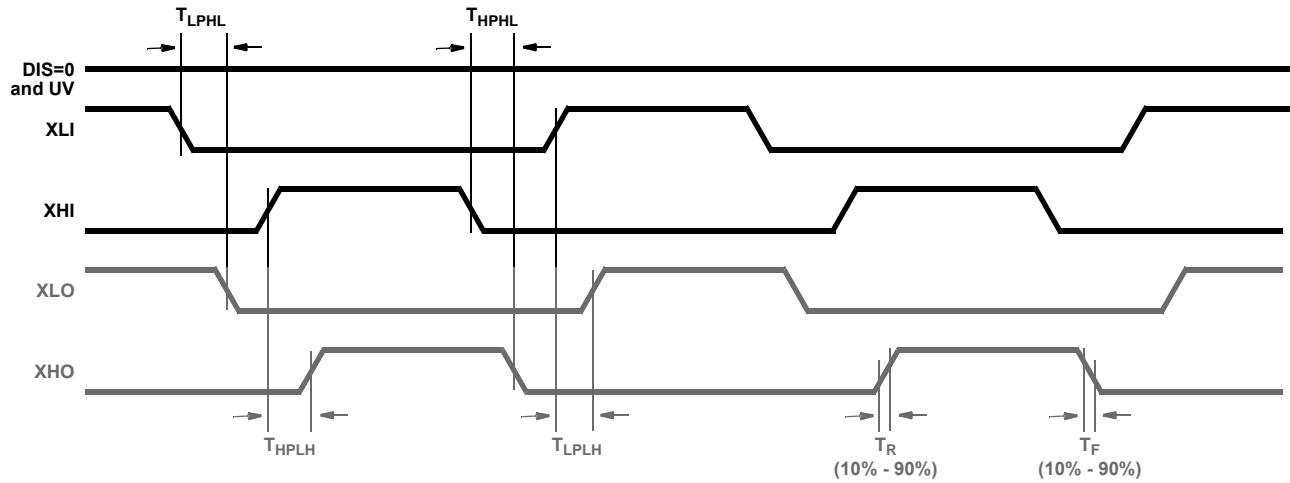 TLPHL
THPHL
DIS=0
and UV
XLI
XHI
XLO
XHO
THPLH
TLPLH
TR
(10% - 90%)
TF
(10% - 90%)